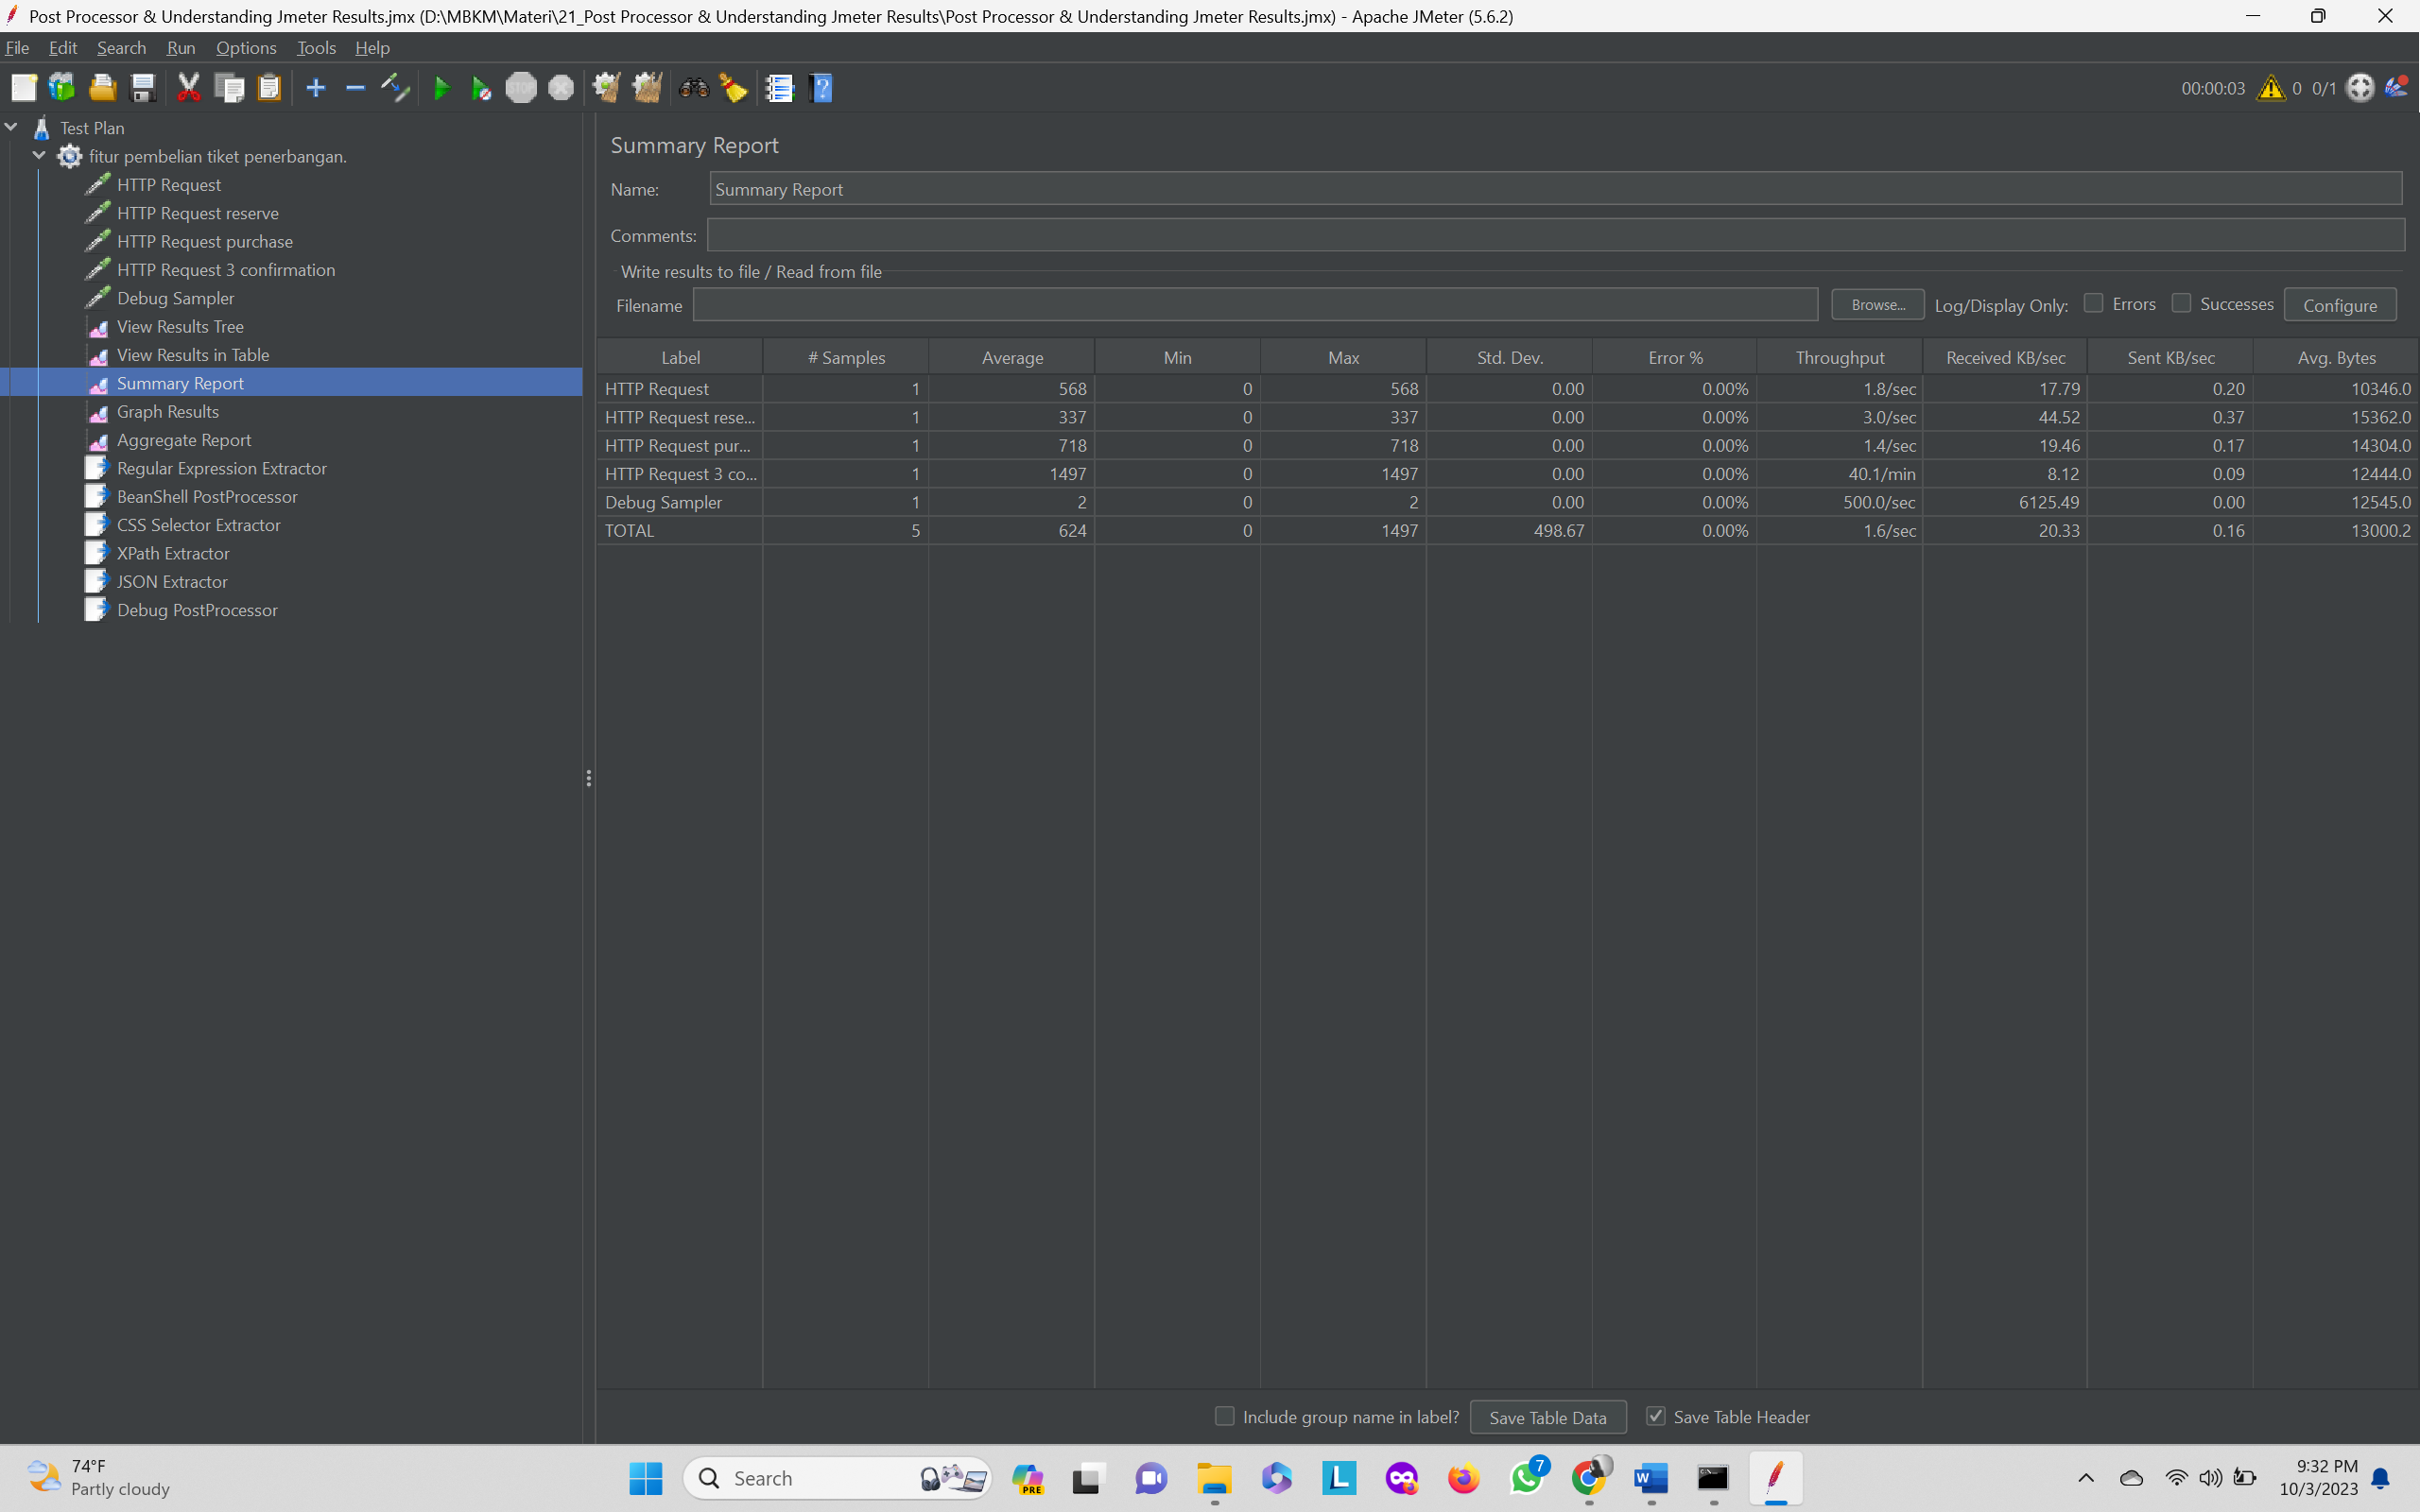 Post Processor & Understanding Jmeter Results.jmx (D:\MBKM\Materi\21_Post Processor & Understanding Jmeter Results\Post Processor & Understanding Jmeter Results.jmx) - Apache JMeter (5.6.2)
File Edit Search Run Options Tools Help
STOP 00:00:03 0 0/1
Test Plan
fitur pembelian tiket penerbangan.
HTTP Request
HTTP Request reserve
HTTP Request purchase
HTTP Request 3 confirmation
Debug Sampler
View Results Tree
View Results in Table
Summary Report
Graph Results
Aggregate Report
Regular Expression Extractor
BeanShell PostProcessor
CSS Selector Extractor
XPath Extractor
JSON Extractor
Debug PostProcessor
Summary Report
Name: Summary Report
Comments:
Write results to file / Read from file
Filename Browse... Log/Display Only: Errors Successes Configure
Label # Samples Average Min Max Std. Dev. Error % Throughput Received KB/sec Sent KB/sec Avg. Bytes
HTTP Request 1 568 0 568 0.00 0.00% 1.8/sec 17.79 0.20 10346.0
HTTP Request rese... 1 337 0 337 0.00 0.00% 3.0/sec 44.52 0.37 15362.0
HTTP Request pur... 1 718 0 718 0.00 0.00% 1.4/sec 19.46 0.17 14304.0
HTTP Request 3 co... 1 1497 0 1497 0.00 0.00% 40.1/min 8.12 0.09 12444.0
Debug Sampler 1 2 0 2 0.00 0.00% 500.0/sec 6125.49 0.00 12545.0
TOTAL 5 624 0 1497 498.67 0.00% 1.6/sec 20.33 0.16 13000.2
Include group name in label? Save Table Data Save Table Header
74°F
Partly cloudy
Search
PRE
L
7
W
9:32 PM
10/3/2023